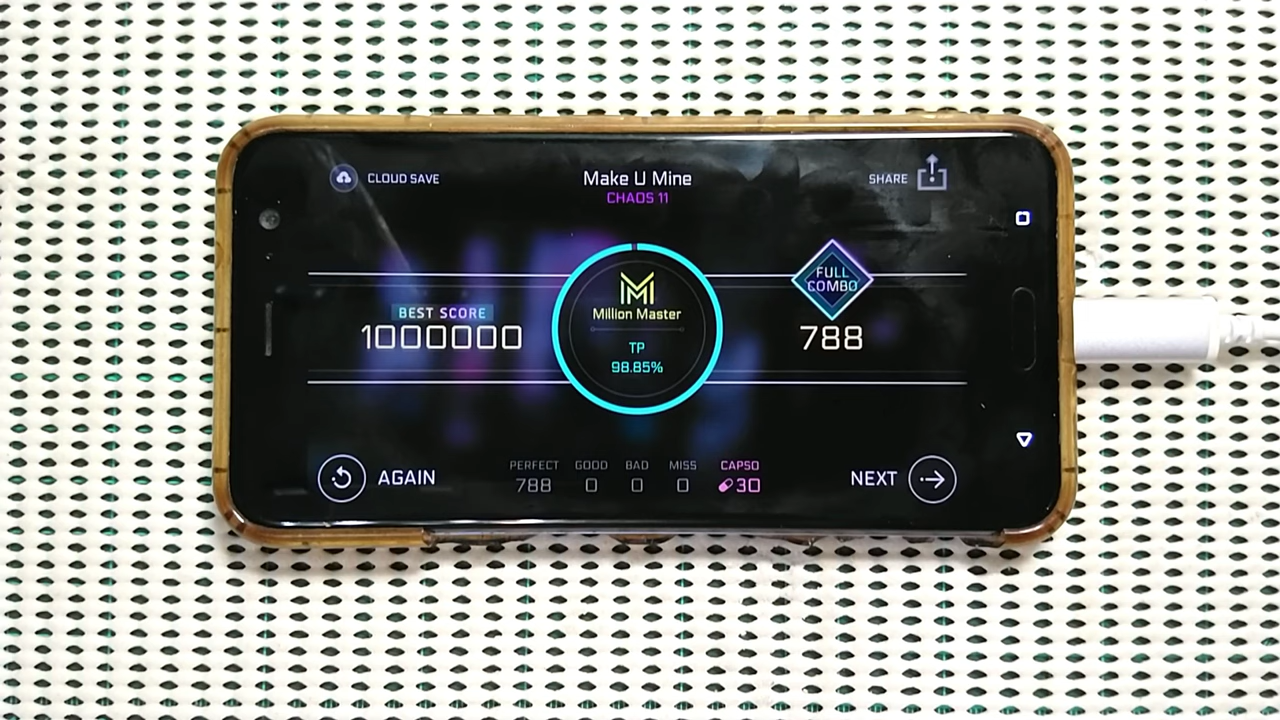 CLOUD SAVE
Make U Mine
CHAOS 11
SHARE
BEST SCORE
1000000
Million Master
TP
98.85%
FULL
COMBO
788
AGAIN
PERFECT GOOD BAD MISS CAPSO
788 0 0 0 30
NEXT